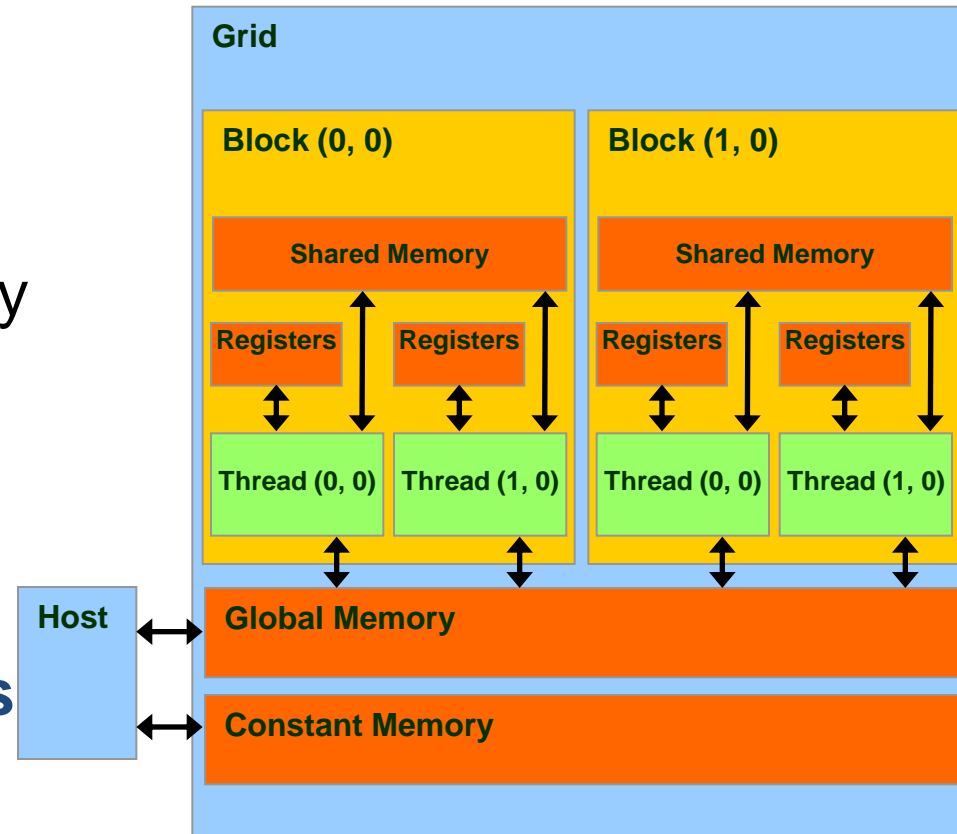 Grid
Block (0, 0)
Block (1, 0)
Shared Memory
Shared Memory
y
Registers
Registers
Registers
Registers
Thread (0, 0)
Thread (1, 0)
Thread (0, 0)
Thread (1, 0)
Host
Global Memory
s
Constant Memory